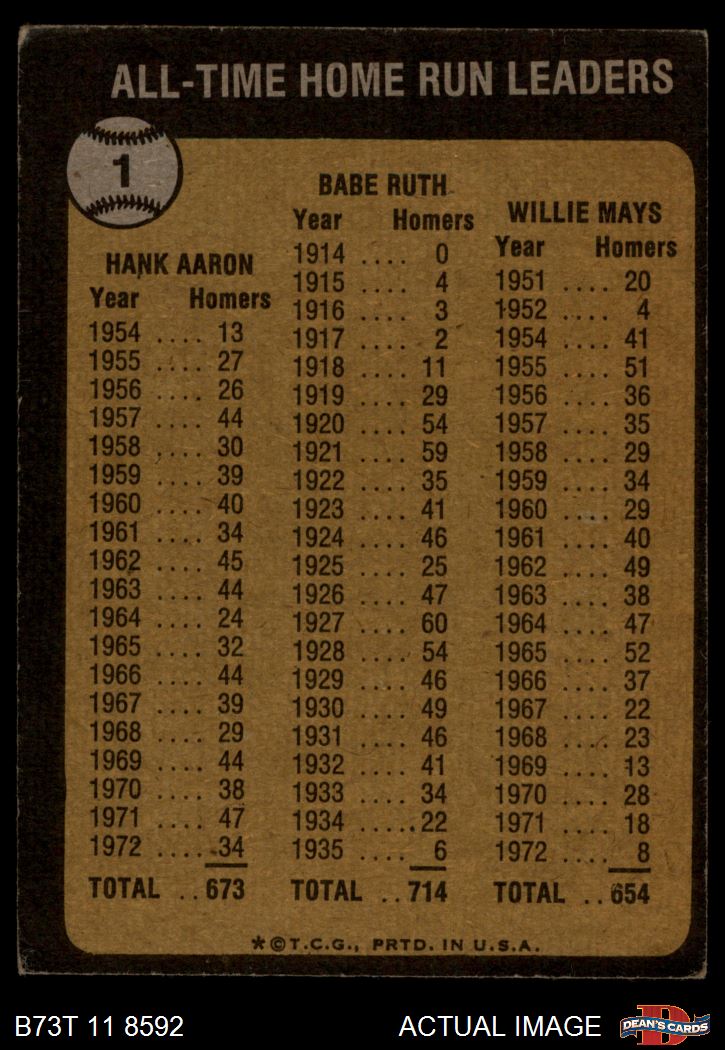 ALL-TIME HOME RUN LEADERS
1
HANK AARON
Year Homers
1954 .... 13
1955 .... 27
1956 .... 26
1957 .... 44
1958 .... 30
1959 .... 39
1960 .... 40
1961 .... 34
1962 .... 45
1963 .... 44
1964 .... 24
1965 .... 32
1966 .... 44
1967 .... 39
1968 .... 29
1969 .... 44
1970 .... 38
1971 .... 47
1972 .... 34
TOTAL .. 673
BABE RUTH
Year Homers
1914 .... 0
1915 .... 4
1916 .... 3
1917 .... 2
1918 .... 11
1919 .... 29
1920 .... 54
1921 .... 59
1922 .... 35
1923 .... 41
1924 .... 46
1925 .... 25
1926 .... 47
1927 .... 60
1928 .... 54
1929 .... 46
1930 .... 49
1931 .... 46
1932 .... 41
1933 .... 34
1934 ..... 22
1935 .... 6
TOTAL .. 714
WILLIE MAYS
Year Homers
1951 .... 20
1952 .... 4
1954 .... 41
1955 .... 51
1956 .... 36
1957 .... 35
1958 .... 29
1959 .... 34
1960 .... 29
1961 .... 40
1962 .... 49
1963 .... 38
1964 .... 47
1965 .... 52
1966 .... 37
1967 .... 22
1968 .... 23
1969 .... 13
1970 .... 28
1971 .... 18
1972 .... 8
TOTAL .. 654
*©T.C.G., PRTD. IN U.S.A.
B73T 11 8592
ACTUAL IMAGE
D
DEAN'S CARDS